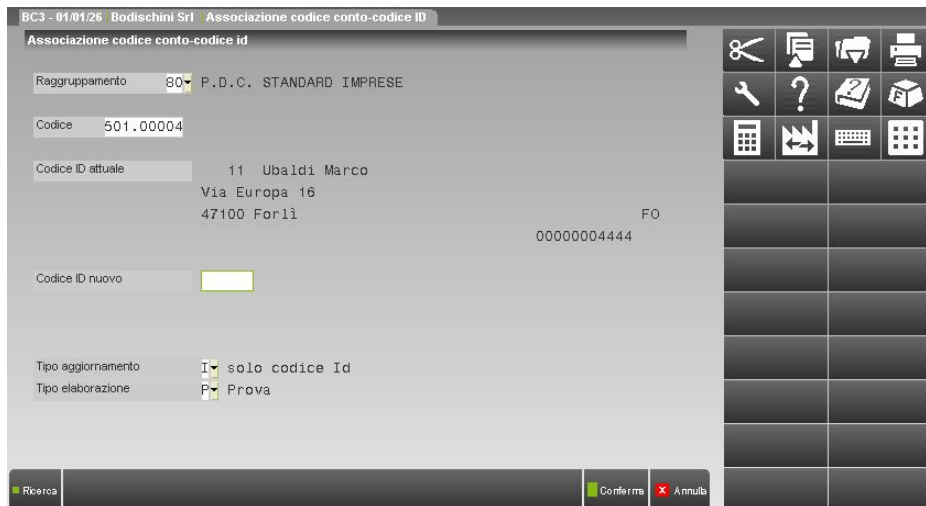 BC3 - 01/01/26 Bodischini Srl Associazione codice conto-codice ID
Associazione codice conto-codice id
Raggruppamento 80 P.D.C. STANDARD IMPRESE
Codice 501.00004
Codice ID attuale 11 Ubaldi Marco
Via Europa 16
47100 Forlì FO
00000004444
Codice ID nuovo
Tipo aggiornamento I solo codice Id
Tipo elaborazione P Prova
Ricerca Conferma X Annulla